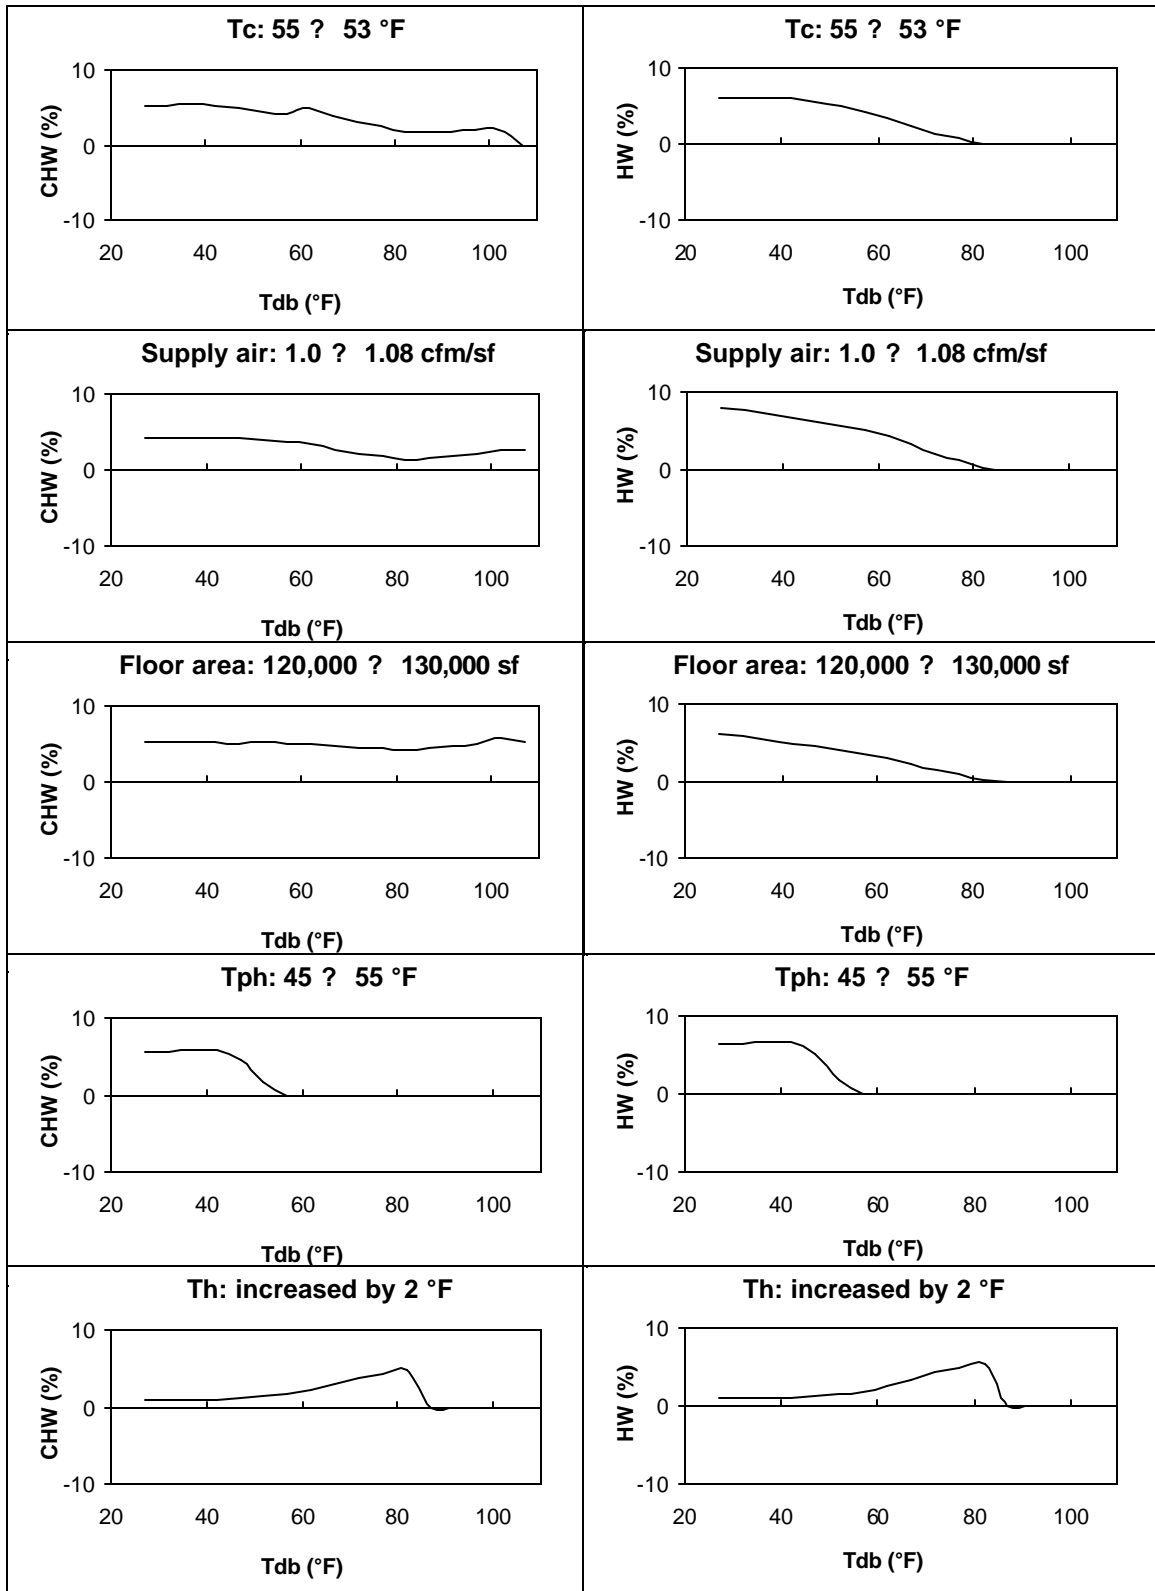 Tc: 55 ? 53 °F
10
0
-10
CHW (%)
20 40 60 80 100
Tdb (°F)
Tc: 55 ? 53 °F
10
0
-10
HW (%)
20 40 60 80 100
Tdb (°F)
Supply air: 1.0 ? 1.08 cfm/sf
10
0
-10
CHW (%)
20 40 60 80 100
Tdb (°F)
Supply air: 1.0 ? 1.08 cfm/sf
10
0
-10
HW (%)
20 40 60 80 100
Tdb (°F)
Floor area: 120,000 ? 130,000 sf
10
0
-10
CHW (%)
20 40 60 80 100
Tdb (°F)
Floor area: 120,000 ? 130,000 sf
10
0
-10
HW (%)
20 40 60 80 100
Tdb (°F)
Tph: 45 ? 55 °F
10
0
-10
CHW (%)
20 40 60 80 100
Tdb (°F)
Tph: 45 ? 55 °F
10
0
-10
HW (%)
20 40 60 80 100
Tdb (°F)
Th: increased by 2 °F
10
0
-10
CHW (%)
20 40 60 80 100
Tdb (°F)
Th: increased by 2 °F
10
0
-10
HW (%)
20 40 60 80 100
Tdb (°F)